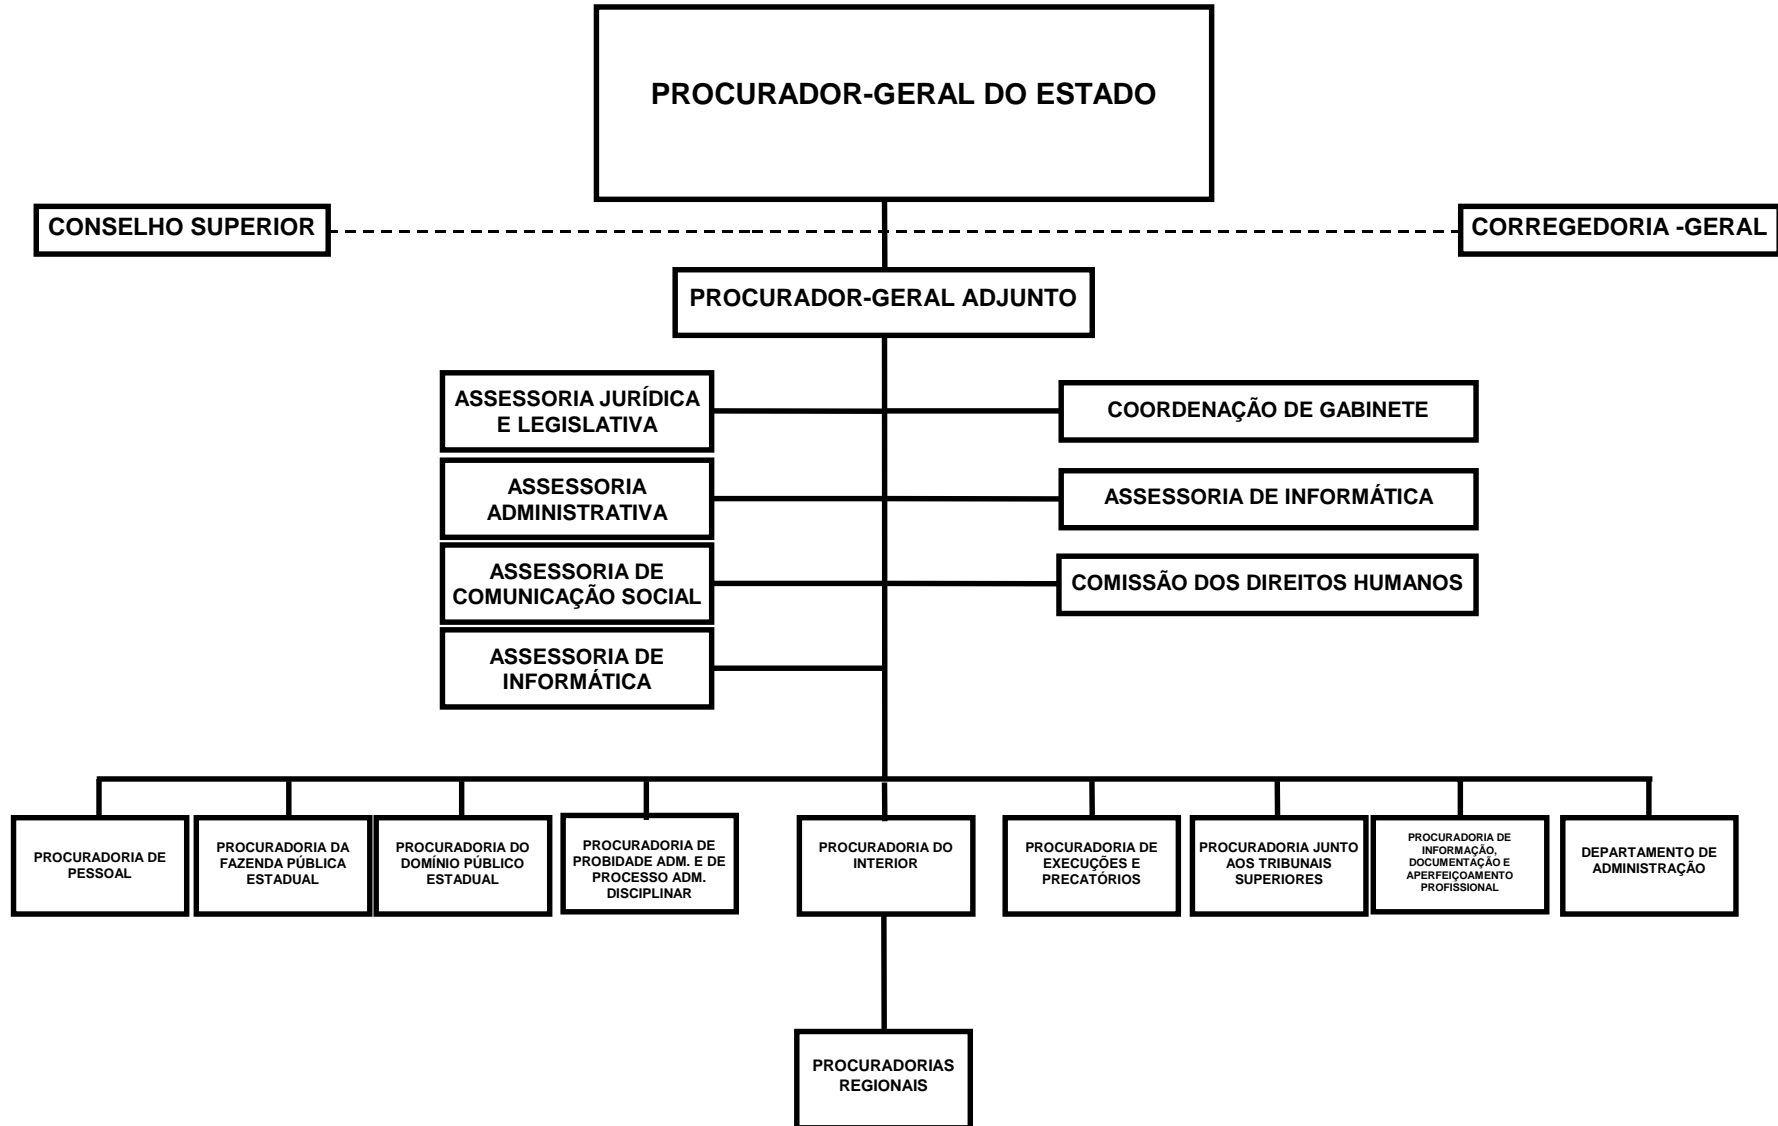 PROCURADOR-GERAL DO ESTADO
CONSELHO SUPERIOR
CORREGEDORIA -GERAL
PROCURADOR-GERAL ADJUNTO
ASSESSORIA JURÍDICA
E LEGISLATIVA
COORDENAÇÃO DE GABINETE
ASSESSORIA
ADMINISTRATIVA
ASSESSORIA DE INFORMÁTICA
ASSESSORIA DE
COMUNICAÇÃO SOCIAL
COMISSÃO DOS DIREITOS HUMANOS
ASSESSORIA DE
INFORMÁTICA
PROCURADORIA DE
PESSOAL
PROCURADORIA DA
FAZENDA PÚBLICA
ESTADUAL
PROCURADORIA DO
DOMÍNIO PÚBLICO
ESTADUAL
PROCURADORIA DE
PROBIDADE ADM. E DE
PROCESSO ADM.
DISCIPLINAR
PROCURADORIA DO
INTERIOR
PROCURADORIA DE
EXECUÇÕES E
PRECATÓRIOS
PROCURADORIA JUNTO
AOS TRIBUNAIS
SUPERIORES
PROCURADORIA DE
INFORMAÇÃO,
DOCUMENTAÇÃO E
APERFEIÇOAMENTO
PROFISSIONAL
DEPARTAMENTO DE
ADMINISTRAÇÃO
PROCURADORIAS
REGIONAIS